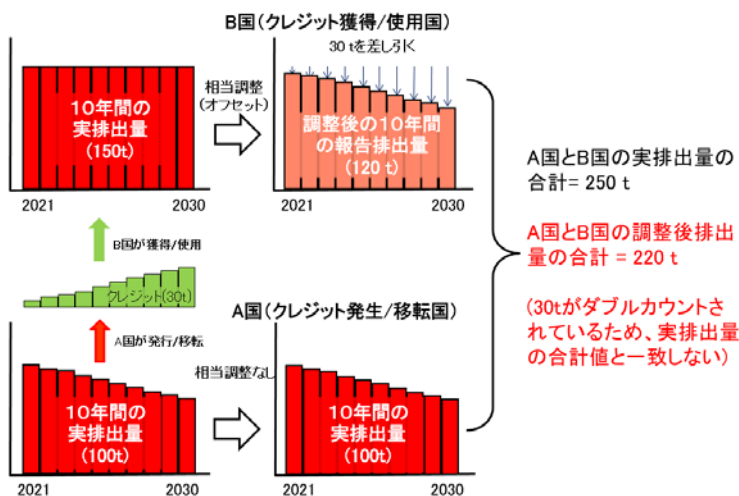 B国(クレジット獲得/使用国)
30 tを差し引く
10年間の
実排出量
(150t)
2021
2030
相当調整
(オフセット)
調整後の10年間
の報告排出量
(120 t)
2021
2030
B国が獲得/使用
クレジット(30t)
A国が発行/移転
A国(クレジット発生/移転国)
10年間の
実排出量
(100t)
2021
2030
相当調整なし
10年間の
実排出量
(100t)
2021
2030
A国とB国の実排出量の
合計= 250 t
A国とB国の調整後排出
量の合計 = 220 t
(30tがダブルカウントさ
れているため、実排出量
の合計値と一致しない)